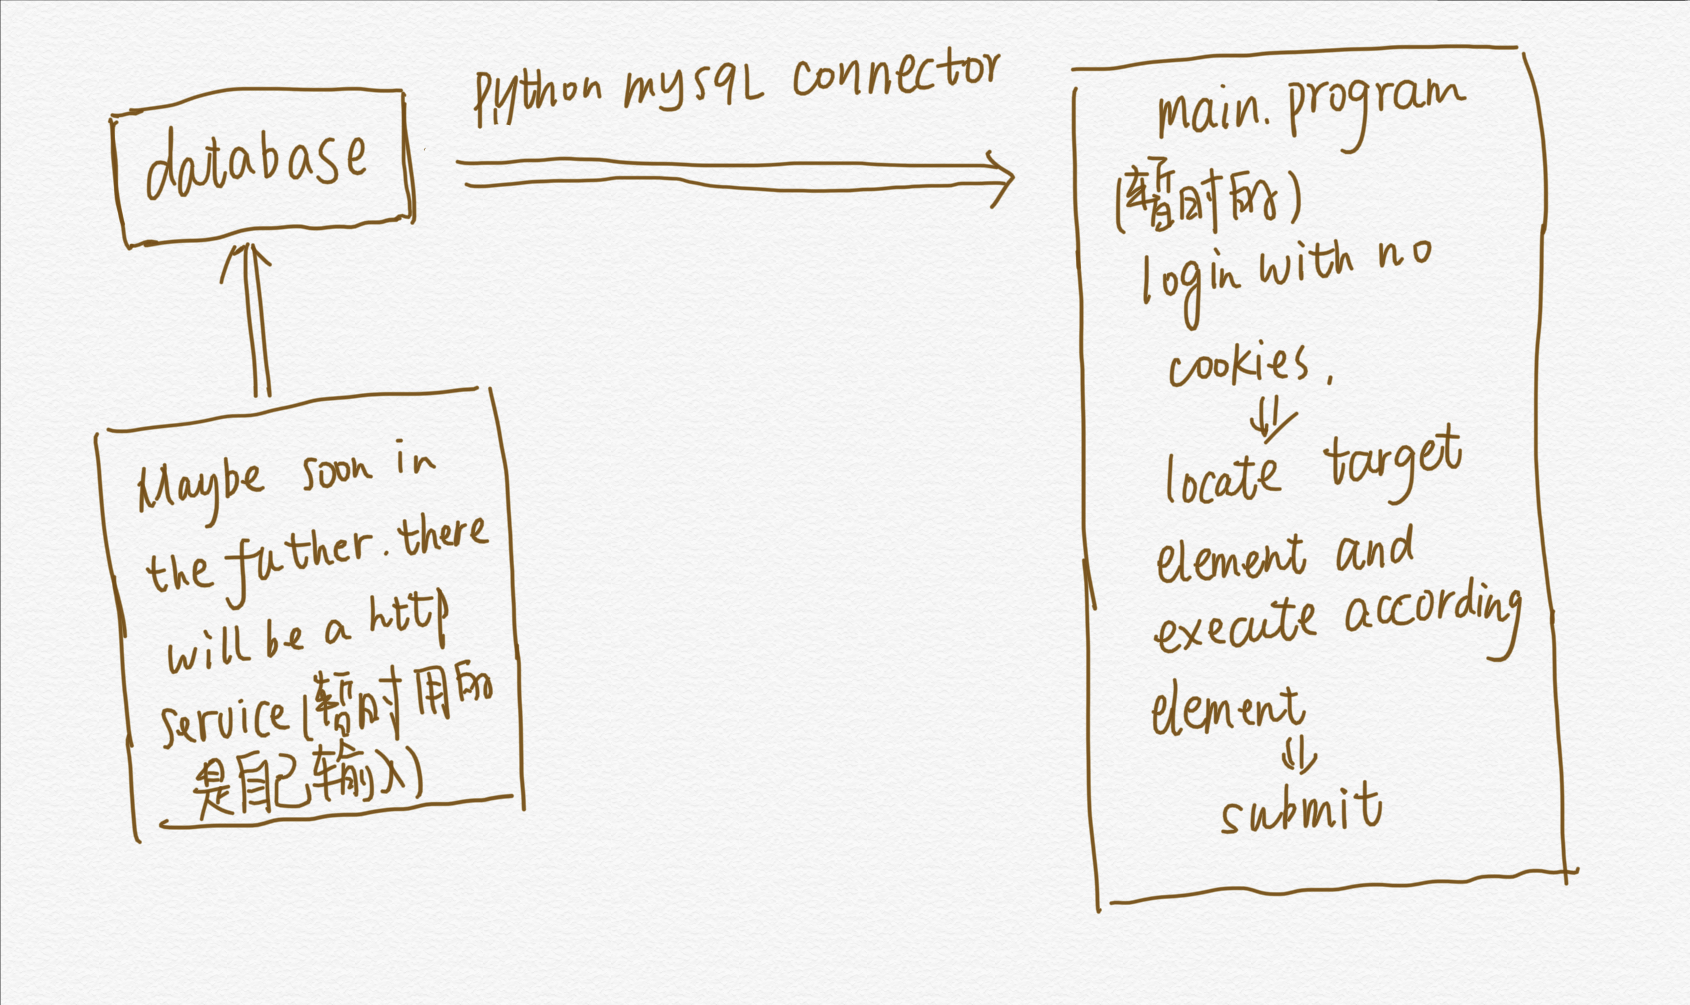 database
Python mysqL connector
main. program
(暂时的)
login with no
cookies.
locate target
element and
execute according
element
submit
Maybe soon in
the futher. there
will be a http
service (暂时用的
是自己输入)